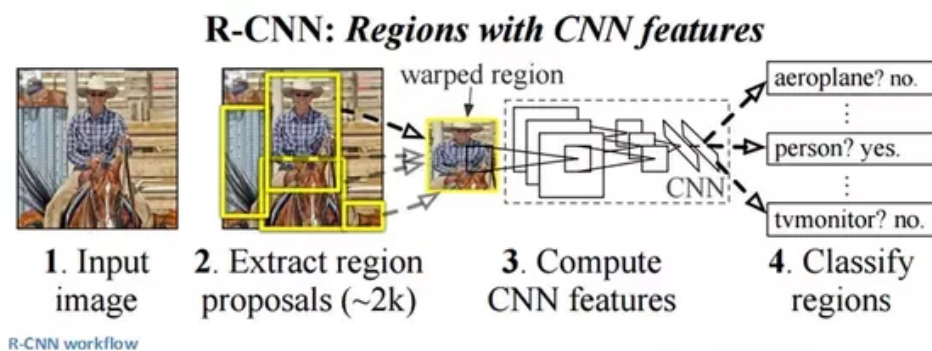 R-CNN: Regions with CNN features
warped region
aeroplane? no.
person? yes.
CNN
tvmonitor? no.
1. Input
image
2. Extract region
proposals (~2k)
3. Compute
CNN features
4. Classify
regions
R-CNN workflow